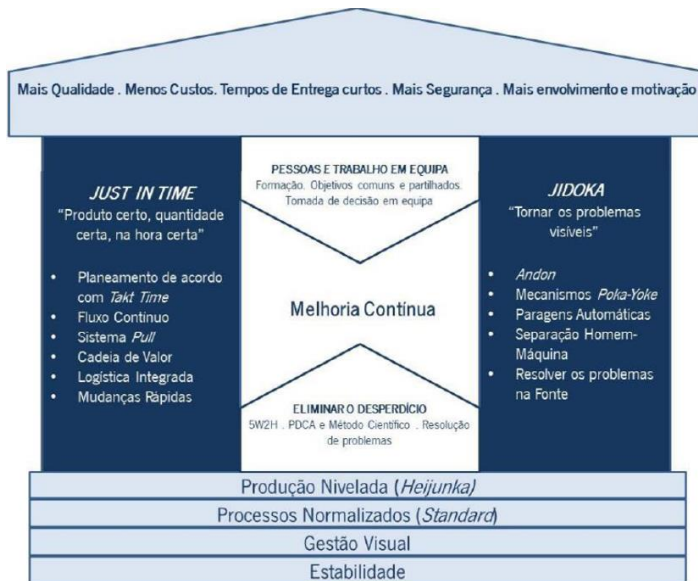 Mais Qualidade . Menos Custos. Tempos de Entrega curtos . Mais Segurança . Mais envolvimento e motivação
JUST IN TIME
“Produto certo, quantidade
certa, na hora certa”
• Planeamento de acordo
com Takt Time
• Fluxo Contínuo
• Sistema Pull
• Cadeia de Valor
• Logística Integrada
• Mudanças Rápidas
PESSOAS E TRABALHO EM EQUIPA
Formação. Objetivos comuns e partilhados.
Tomada de decisão em equipa
Melhoria Contínua
ELIMINAR O DESPERDÍCIO
5W2H . PDCA e Método Científico . Resolução
de problemas
JIDOKA
“Tornar os problemas
visíveis”
• Andon
• Mecanismos Poka-Yoke
• Paragens Automáticas
• Separação Homem-
Máquina
• Resolver os problemas
na Fonte
Produção Nivelada (Heijunka)
Processos Normalizados (Standard)
Gestão Visual
Estabilidade